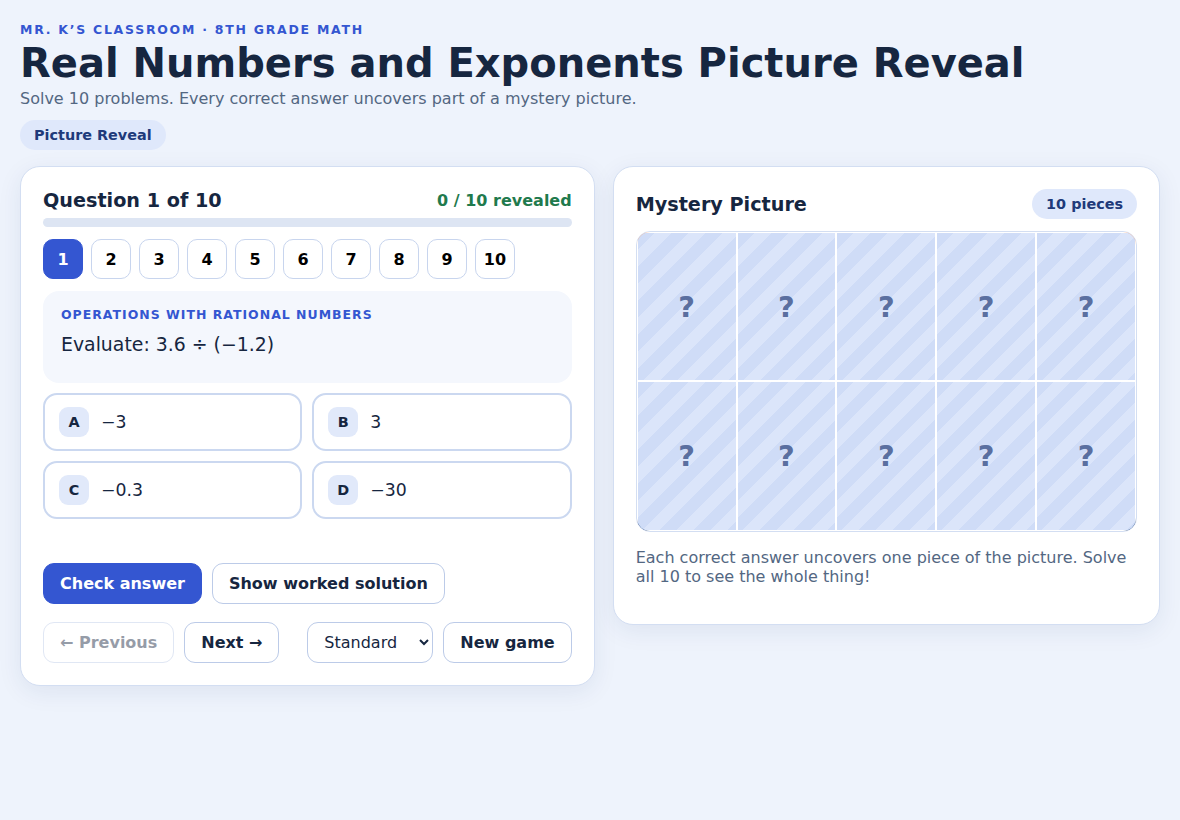 MR. K’S CLASSROOM · 8TH GRADE MATH
Real Numbers and Exponents Picture Reveal
Solve 10 problems. Every correct answer uncovers part of a mystery picture.
Picture Reveal
Question 1 of 10
0 / 10 revealed
1 2 3 4 5 6 7 8 9 10
OPERATIONS WITH RATIONAL NUMBERS
Evaluate: 3.6 ÷ (−1.2)
A −3
B 3
C −0.3
D −30
Check answer
Show worked solution
← Previous
Next →
Standard
New game
Mystery Picture
10 pieces
? ? ? ? ?
? ? ? ? ?
Each correct answer uncovers one piece of the picture. Solve
all 10 to see the whole thing!